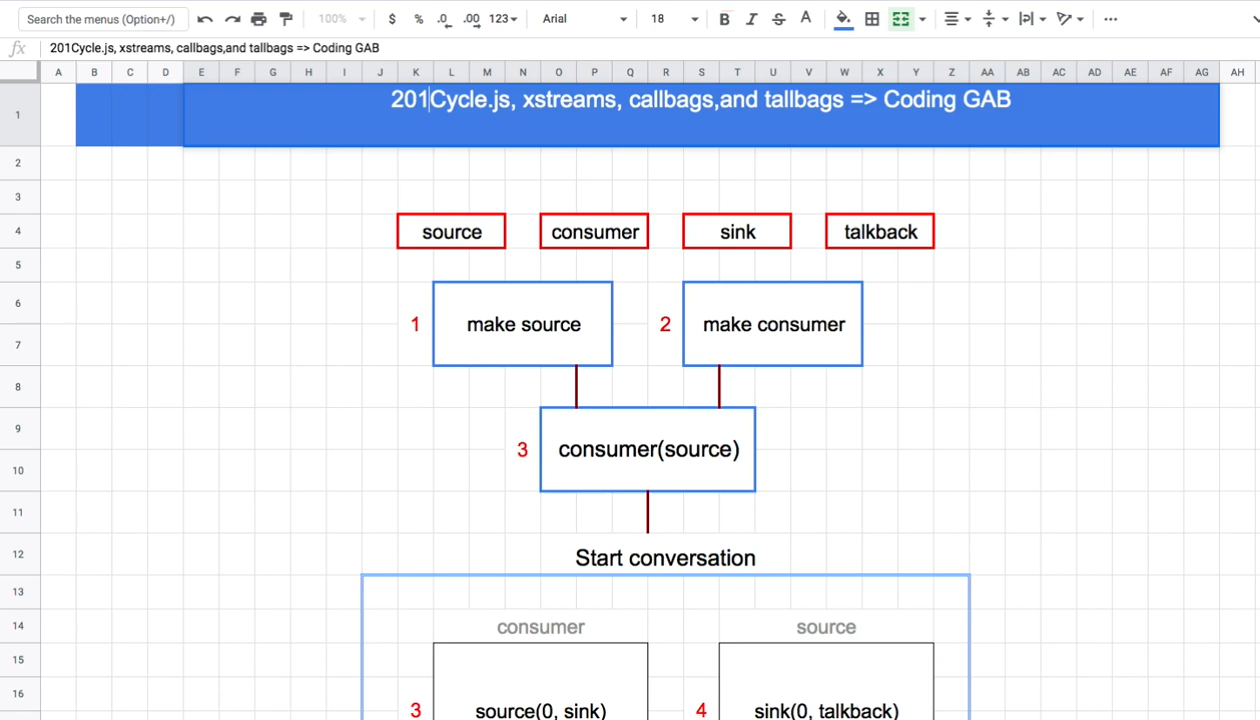 Search the menus (Option+/) 100% $ % .0 .00 123 Arial 18 B I S A
fx 201Cycle.js, xstreams, callbags,and tallbags => Coding GAB
A B C D E F G H I J K L M N O P Q R S T U V W X Y Z AA AB AC AD AE AF AG AH
1 201Cycle.js, xstreams, callbags,and tallbags => Coding GAB
2
3
4 source consumer sink talkback
5
6
1 make source 2 make consumer
7
8
9
3 consumer(source)
10
11
12 Start conversation
13
14 consumer source
15
16
3 source(0, sink) 4 sink(0, talkback)